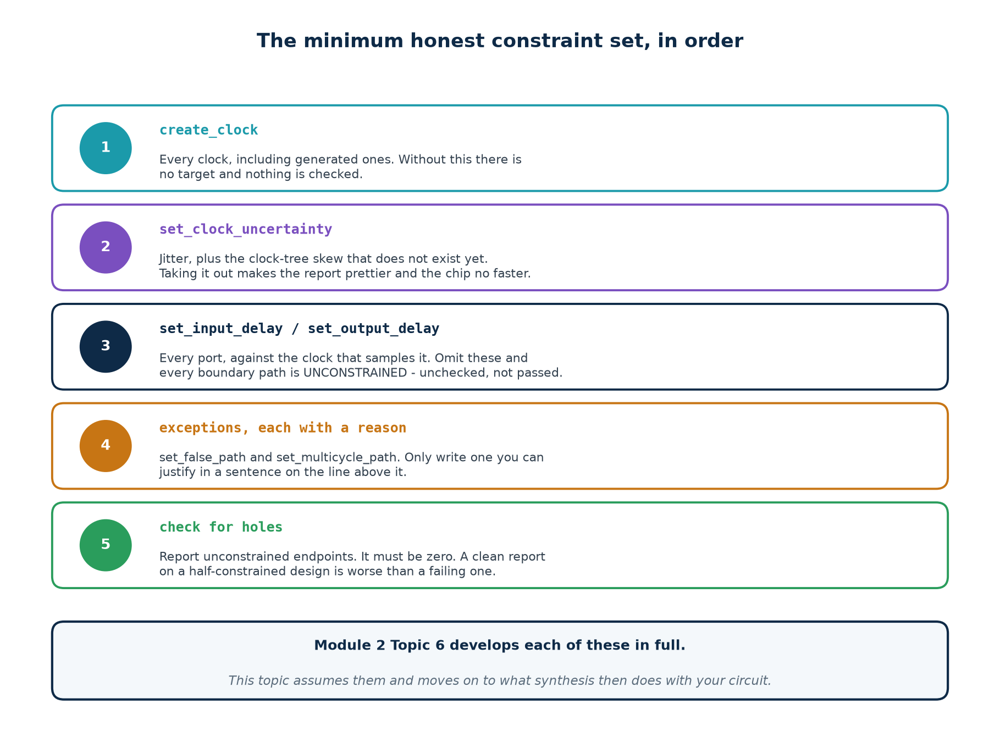 The minimum honest constraint set, in order
1
create_clock
Every clock, including generated ones. Without this there is
no target and nothing is checked.
2
set_clock_uncertainty
Jitter, plus the clock-tree skew that does not exist yet.
Taking it out makes the report prettier and the chip no faster.
3
set_input_delay / set_output_delay
Every port, against the clock that samples it. Omit these and
every boundary path is UNCONSTRAINED - unchecked, not passed.
4
exceptions, each with a reason
set_false_path and set_multicycle_path. Only write one you can
justify in a sentence on the line above it.
5
check for holes
Report unconstrained endpoints. It must be zero. A clean report
on a half-constrained design is worse than a failing one.
Module 2 Topic 6 develops each of these in full.
This topic assumes them and moves on to what synthesis then does with your circuit.